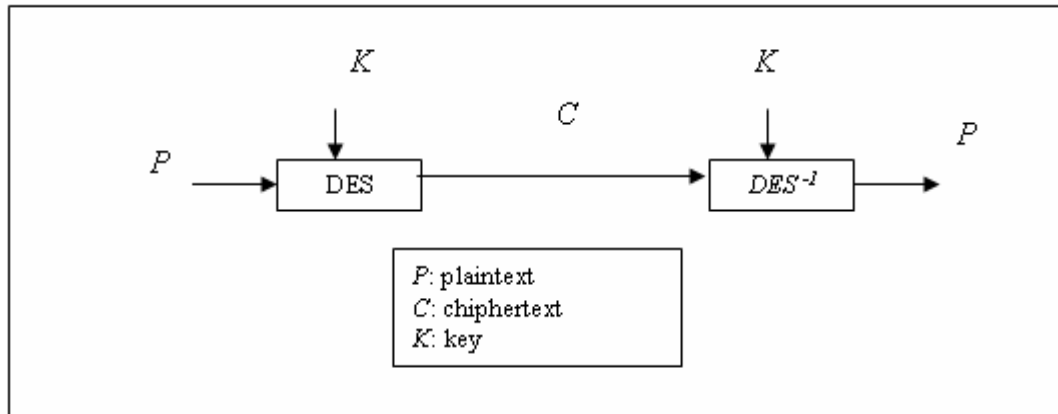 K
K
C
P
P
DES
DES⁻¹
P: plaintext
C: chiphertext
K: key